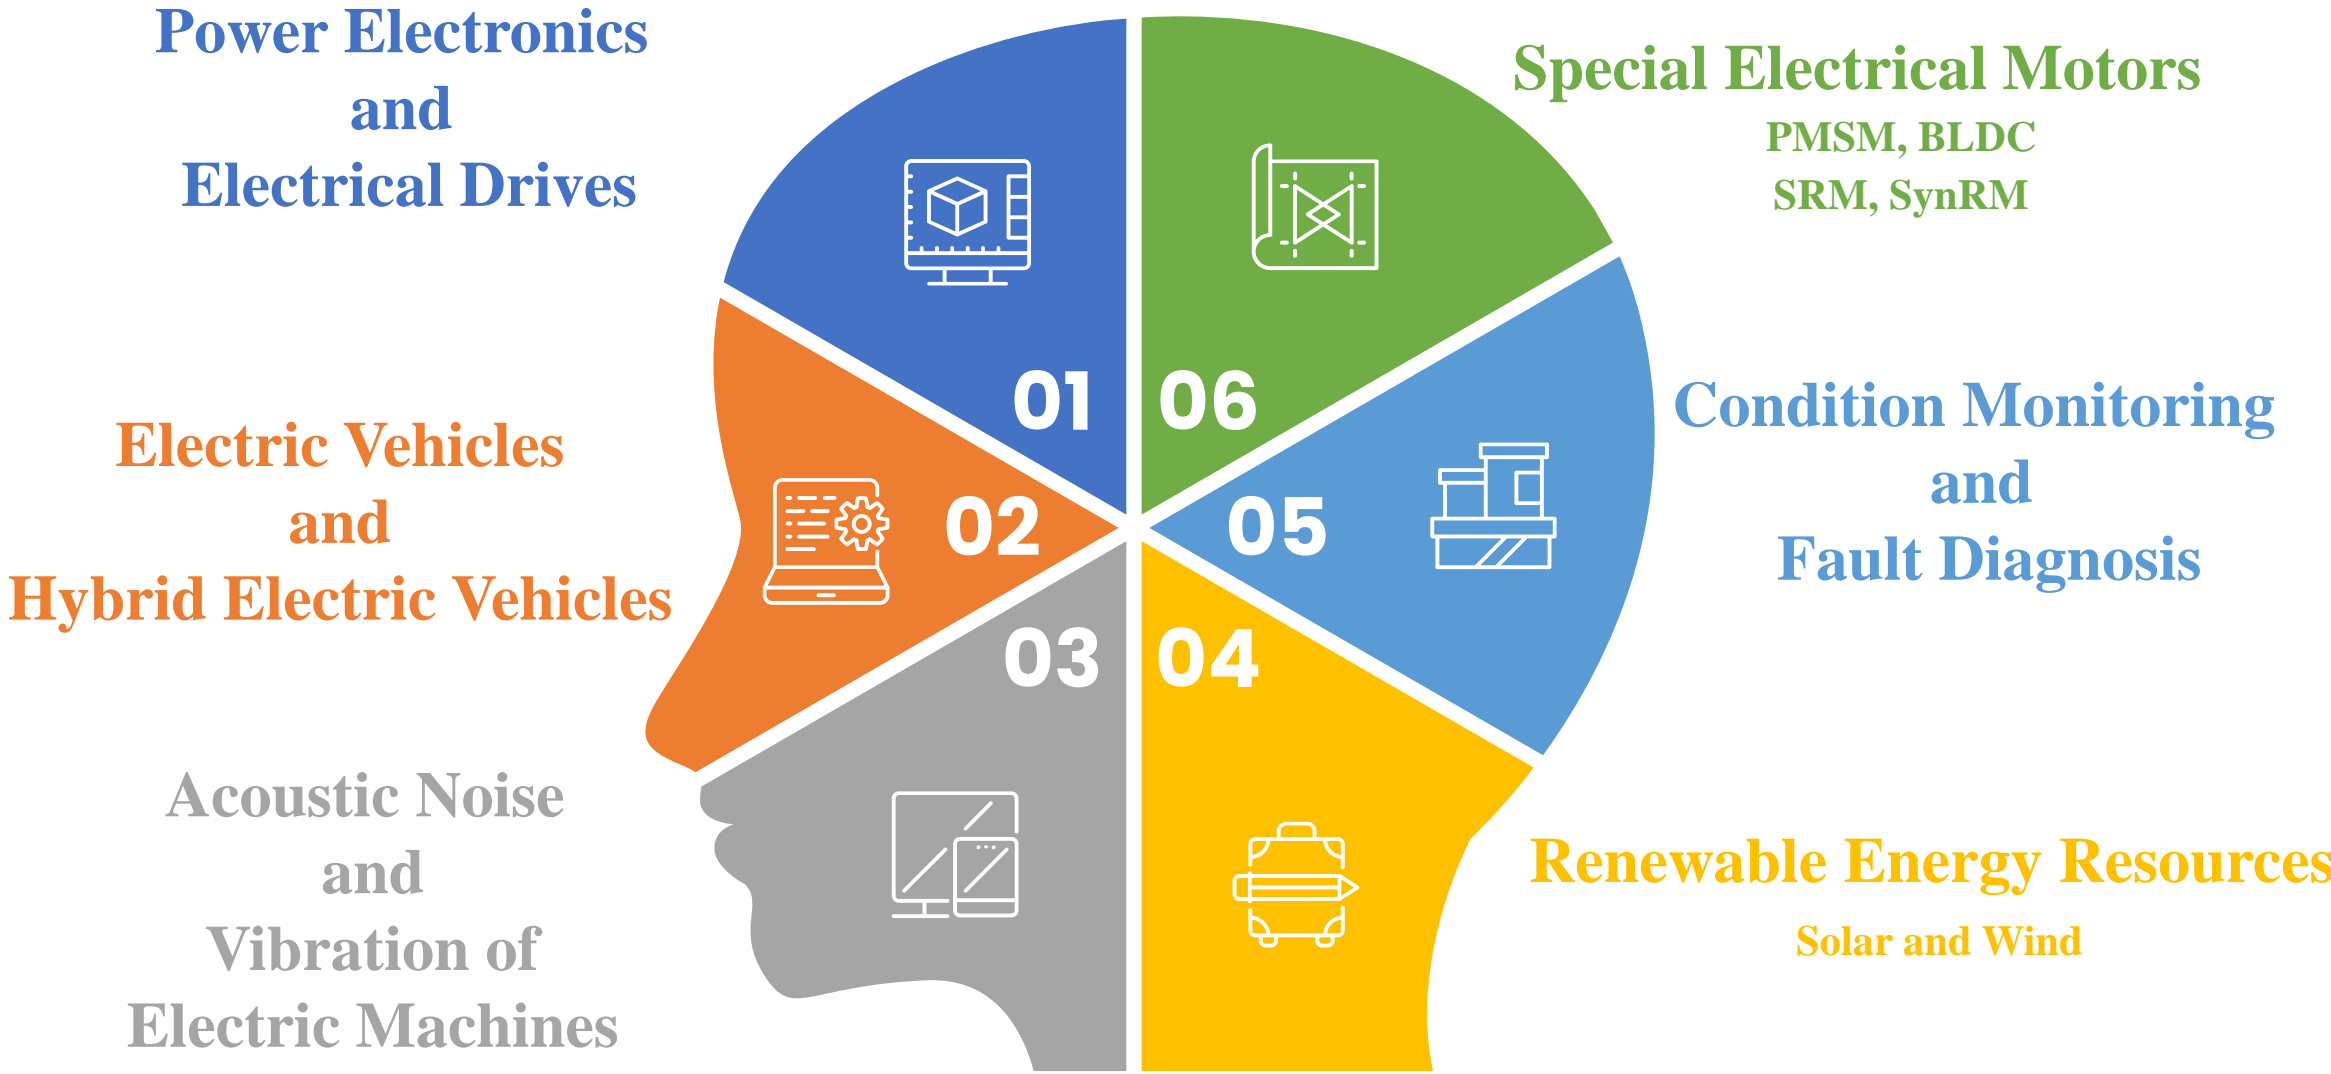 Power Electronics
and
Electrical Drives
01
Electric Vehicles
and
Hybrid Electric Vehicles
02
Acoustic Noise
and
Vibration of
Electric Machines
03
04
Renewable Energy Resources
Solar and Wind
05
Condition Monitoring
and
Fault Diagnosis
06
Special Electrical Motors
PMSM, BLDC
SRM, SynRM